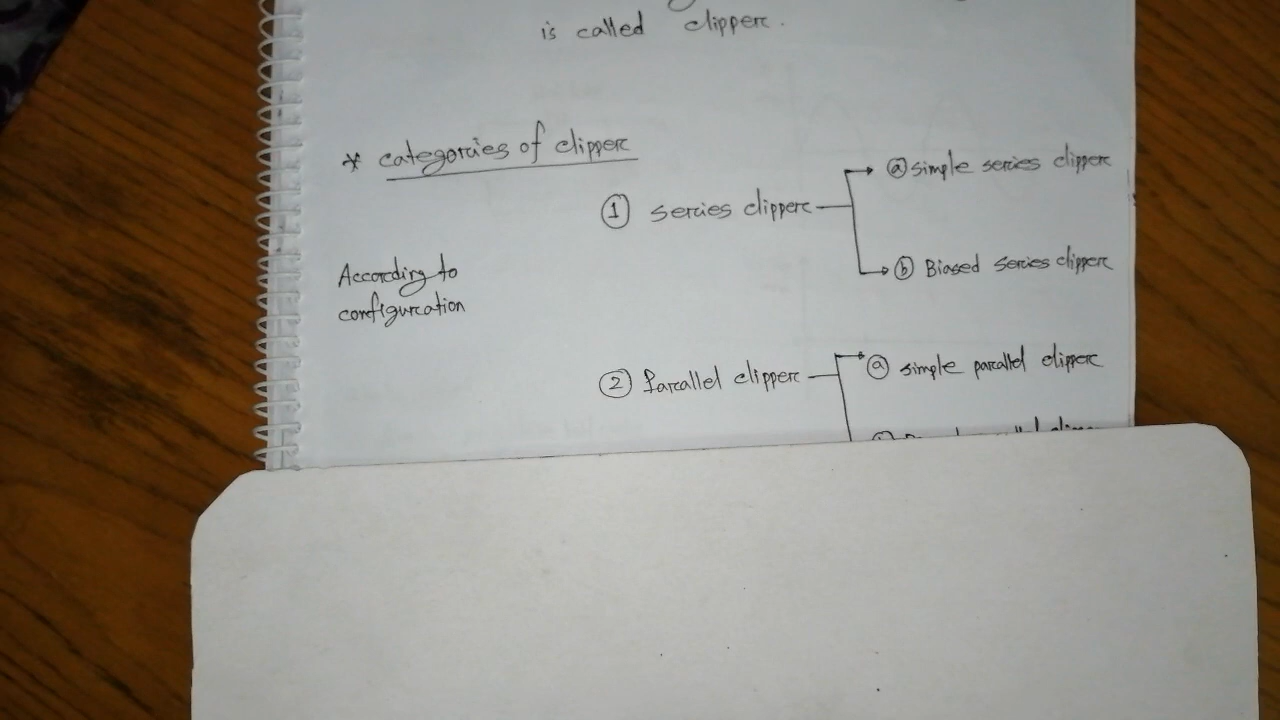 is called clipper.
* categories of clipper
① series clipper
ⓐ simple series clipper
ⓑ Biased series clipper
According to
configuration
② Parallel clipper
ⓐ simple parallel clipper